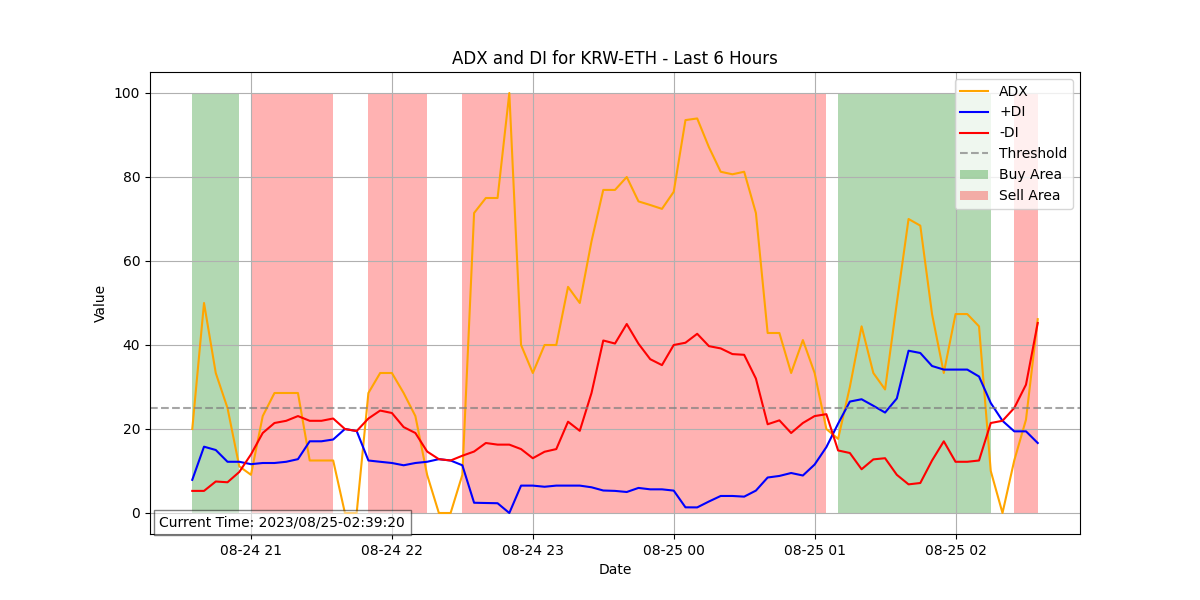 ADX and DI for KRW-ETH - Last 6 Hours
100
80
60
40
20
0
Value
ADX
+DI
-DI
Threshold
Buy Area
Sell Area
Current Time: 2023/08/25-02:39:20
08-24 21
08-24 22
08-24 23
08-25 00
08-25 01
08-25 02
Date